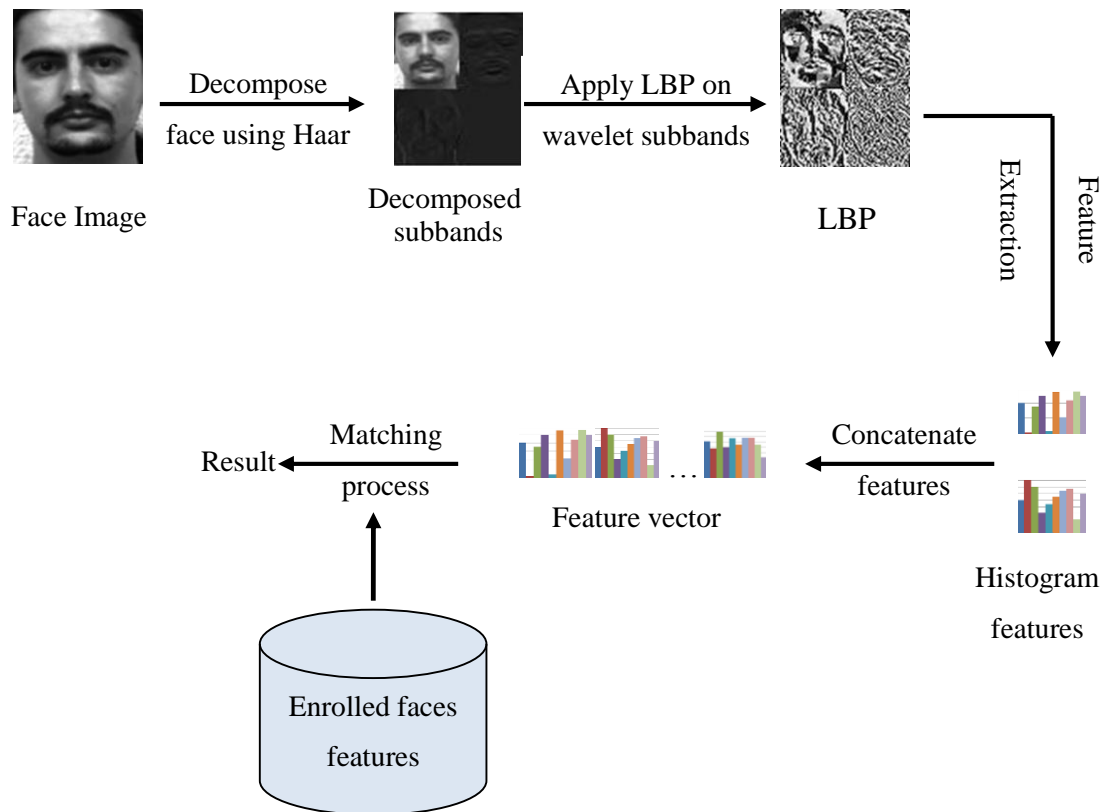 Decompose
face using Haar
Apply LBP on
wavelet subbands
Face Image
Decomposed
subbands
LBP
Feature
Extraction
Concatenate
features
Histogram
features
. . .
Feature vector
Matching
process
Result
Enrolled faces
features